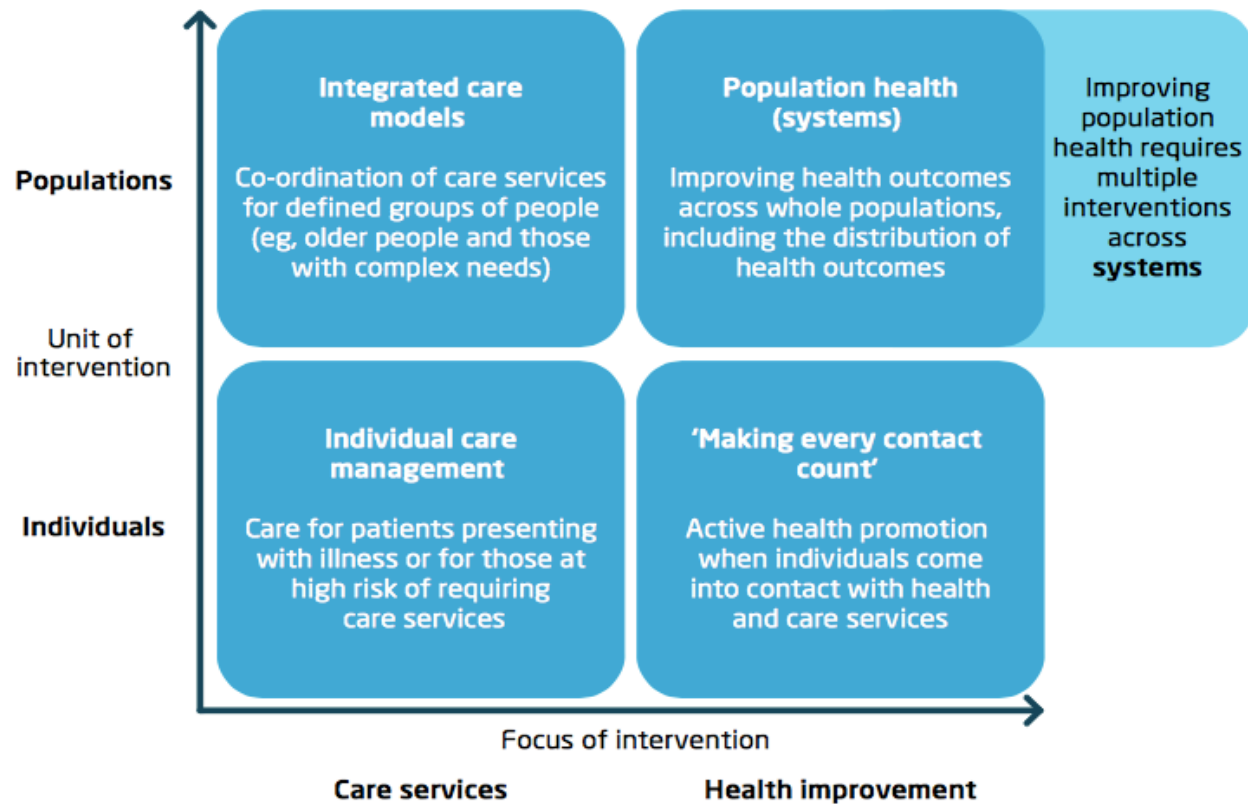 Integrated care
models
Co-ordination of care services
for defined groups of people
(eg, older people and those
with complex needs)
Population health
(systems)
Improving health outcomes
across whole populations,
including the distribution of
health outcomes
Improving
population
health requires
multiple
interventions
across
systems
Populations
Unit of
intervention
Individual care
management
Care for patients presenting
with illness or for those at
high risk of requiring
care services
‘Making every contact
count’
Active health promotion
when individuals come
into contact with health
and care services
Individuals
Focus of intervention
Care services
Health improvement